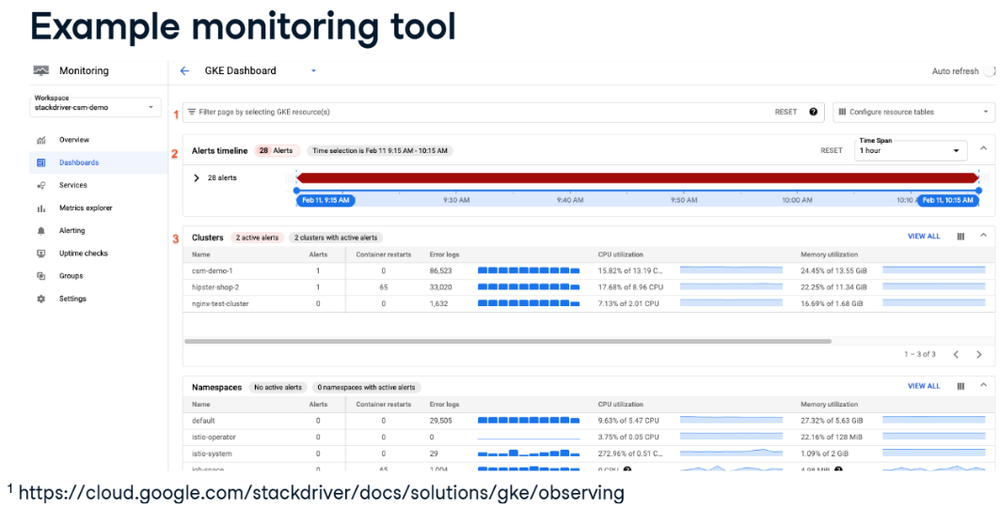 Example monitoring tool
Monitoring
GKE Dashboard
Auto refresh
Workspace
stackdriver-csm-demo
1
Filter page by selecting GKE resource(s)
RESET
Configure resource tables
Overview
Dashboards
Services
Metrics explorer
Alerting
Uptime checks
Groups
Settings
2
Alerts timeline 28 Alerts Time selection is Feb 11 9:15 AM - 10:15 AM
RESET
Time Span
1 hour
28 alerts
Feb 11, 9:15 AM 9:30 AM 9:40 AM 9:50 AM 10:00 AM 10:10 Feb 11, 10:15 AM
3
Clusters 2 active alerts 2 clusters with active alerts VIEW ALL
Name Alerts Container restarts Error logs CPU utilization Memory utilization
csm-demo-1 1 0 86,523 15.82% of 13.19 C... 24.45% of 13.55 GiB
hipster-shop-2 1 65 33,020 17.68% of 8.96 CPU 22.25% of 11.34 GiB
nginx-test-cluster 0 0 1,632 7.13% of 2.01 CPU 16.69% of 1.68 GiB
1 – 3 of 3
Namespaces No active alerts 0 namespaces with active alerts VIEW ALL
Name Alerts Container restarts Error logs CPU utilization Memory utilization
default 0 0 29,505 9.63% of 5.47 CPU 27.32% of 5.63 GiB
istio-operator 0 0 0 3.75% of 0.05 CPU 22.16% of 128 MiB
istio-system 0 0 29 272.96% of 0.51 C... 1.09% of 2 GiB
0 65 1,004 0 CPU 4.98 MiB
1 https://cloud.google.com/stackdriver/docs/solutions/gke/observing